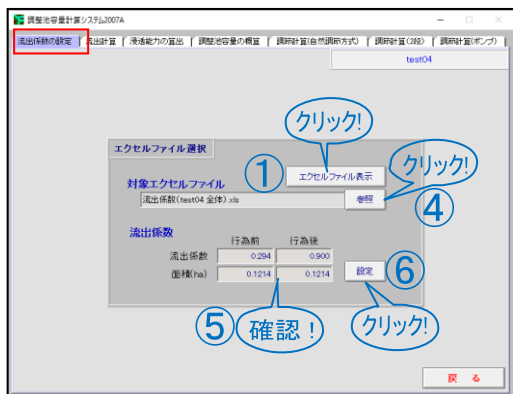 調整池容量計算システム2007A
流出係数の設定 流出計算 浸透能力の算出 調整池容量の概算 調節計算(自然調節方式) 調節計算(2段) 調節計算(ポンプ)
test04
クリック!
エクセルファイル選択
① エクセルファイル表示
クリック!
対象エクセルファイル
流出係数(test04 全体).xls 参照
④
流出係数
行為前 行為後
流出係数 0.294 0.900
面積(ha) 0.1214 0.1214 設定 ⑥
⑤ 確認！ クリック!
戻 る